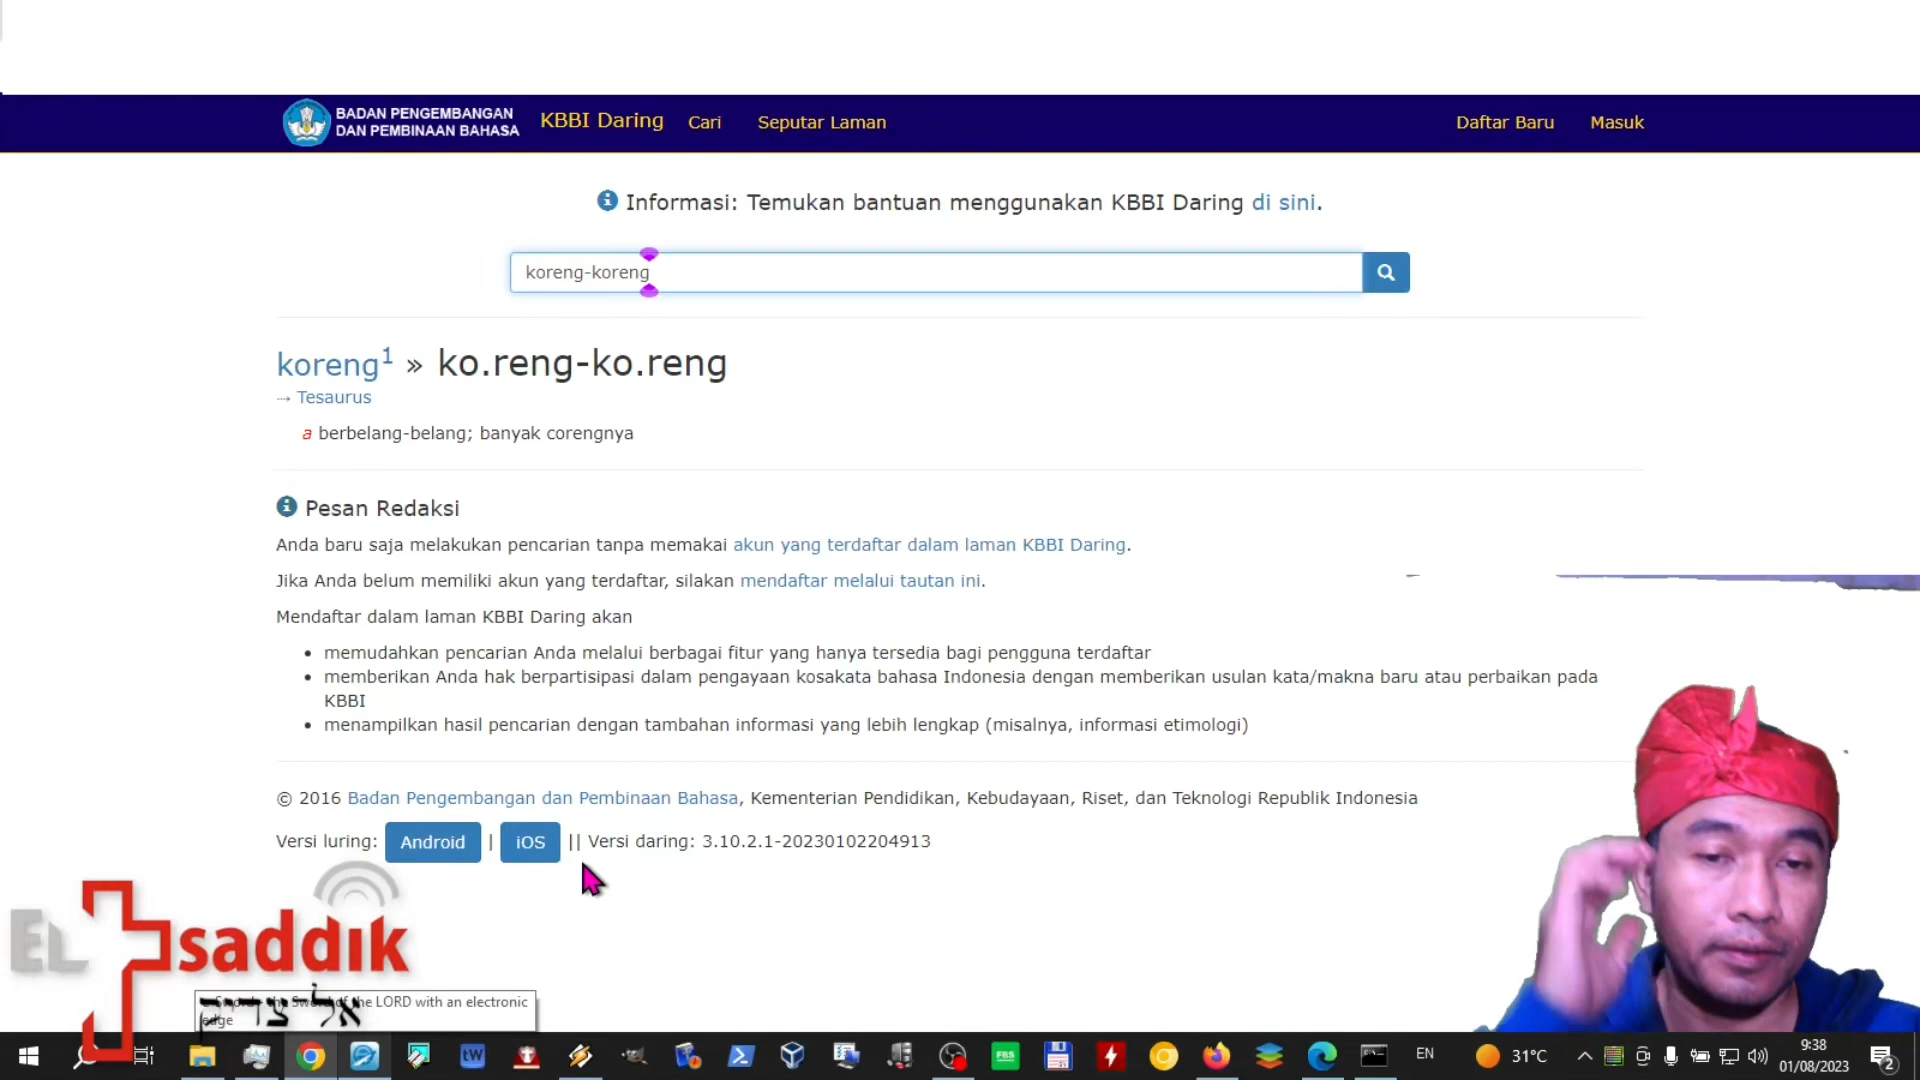 BADAN PENGEMBANGAN
DAN PEMBINAAN BAHASA
KBBI Daring
Cari
Seputar Laman
Daftar Baru
Masuk
Informasi: Temukan bantuan menggunakan KBBI Daring di sini.
koreng-koreng
koreng1 » ko.reng-ko.reng
→ Tesaurus
a berbelang-belang; banyak corengnya
Pesan Redaksi
Anda baru saja melakukan pencarian tanpa memakai akun yang terdaftar dalam laman KBBI Daring.
Jika Anda belum memiliki akun yang terdaftar, silakan mendaftar melalui tautan ini.
Mendaftar dalam laman KBBI Daring akan
• memudahkan pencarian Anda melalui berbagai fitur yang hanya tersedia bagi pengguna terdaftar
• memberikan Anda hak berpartisipasi dalam pengayaan kosakata bahasa Indonesia dengan memberikan usulan kata/makna baru atau perbaikan pada
KBBI
• menampilkan hasil pencarian dengan tambahan informasi yang lebih lengkap (misalnya, informasi etimologi)
© 2016 Badan Pengembangan dan Pembinaan Bahasa, Kementerian Pendidikan, Kebudayaan, Riset, dan Teknologi Republik Indonesia
Versi luring: Android | iOS || Versi daring: 3.10.2.1-20230102204913
EL saddik
the LORD with an electronic
edge
אל צדיק
tW
FBS
EN
31°C
9:38
01/08/2023
2